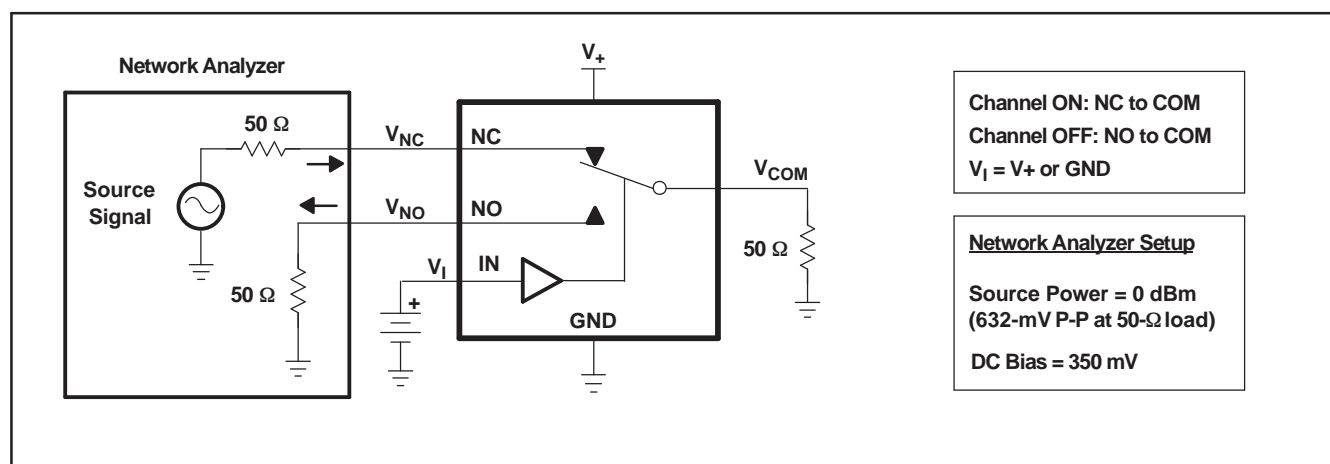 V+
Network Analyzer
50 Ω
VNC
NC
Source
Signal
VCOM
VNO
NO
50 Ω
50 Ω
VI
IN
+
GND
Channel ON: NC to COM
Channel OFF: NO to COM
VI = V+ or GND
Network Analyzer Setup
Source Power = 0 dBm
(632-mV P-P at 50-Ω load)
DC Bias = 350 mV